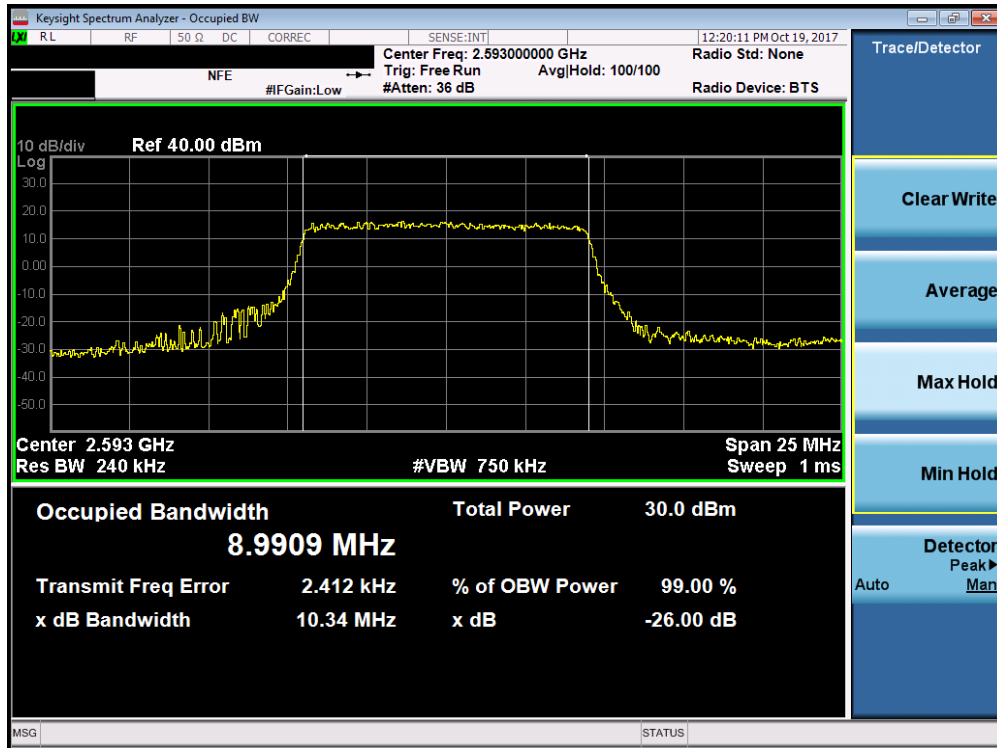 Keysight Spectrum Analyzer - Occupied BW
LXI RL RF 50 Ω DC CORREC SENSE:INT 12:20:11 PM Oct 19, 2017
Center Freq: 2.593000000 GHz Radio Std: None
NFE Trig: Free Run Avg|Hold: 100/100
#IFGain:Low #Atten: 36 dB Radio Device: BTS
10 dB/div Ref 40.00 dBm
Log
30.0
20.0
10.0
0.00
-10.0
-20.0
-30.0
-40.0
-50.0
Center 2.593 GHz Span 25 MHz
Res BW 240 kHz #VBW 750 kHz Sweep 1 ms
Occupied Bandwidth Total Power 30.0 dBm
8.9909 MHz
Transmit Freq Error 2.412 kHz % of OBW Power 99.00 %
x dB Bandwidth 10.34 MHz x dB -26.00 dB
MSG STATUS
Trace/Detector
Clear Write
Average
Max Hold
Min Hold
Detector
Peak▶
Auto Man